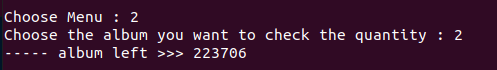 Choose Menu : 2
Choose the album you want to check the quantity : 2
----- album left >>> 223706